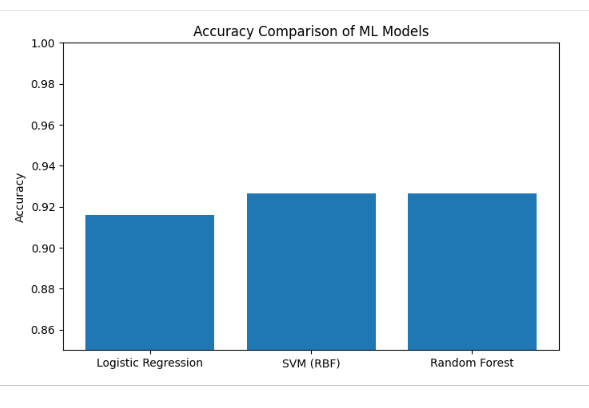 Accuracy Comparison of ML Models
1.00
0.98
0.96
0.94
0.92
0.90
0.88
0.86
Accuracy
Logistic Regression SVM (RBF) Random Forest